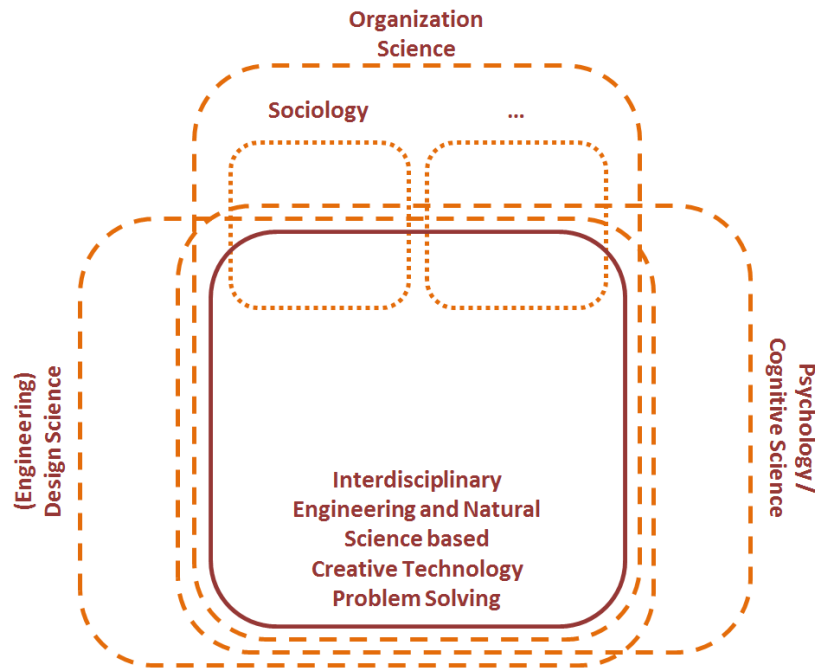 Organization
Science
Sociology
...
(Engineering)
Design Science
Psychology /
Cognitive Science
Interdisciplinary
Engineering and Natural
Science based
Creative Technology
Problem Solving